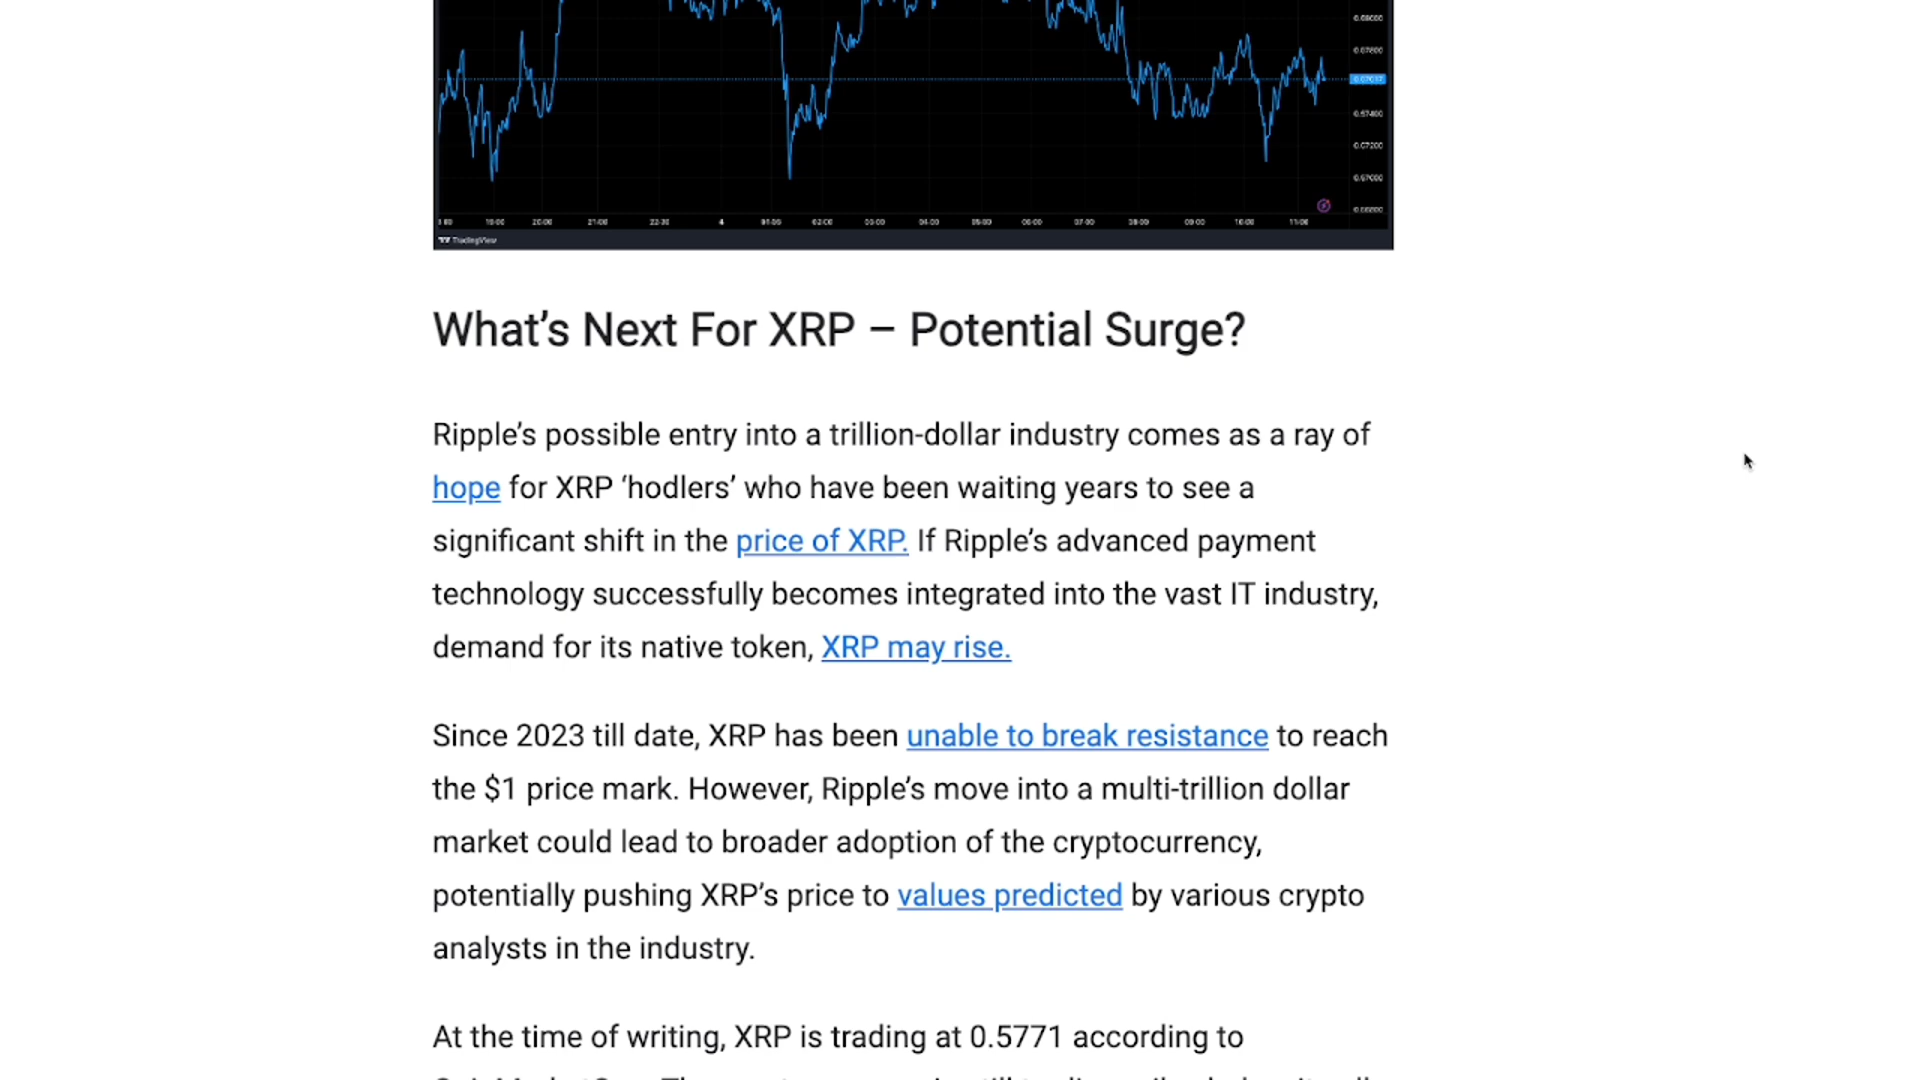 TradingView
What’s Next For XRP – Potential Surge?
Ripple’s possible entry into a trillion-dollar industry comes as a ray of
hope for XRP ‘hodlers’ who have been waiting years to see a
significant shift in the price of XRP. If Ripple’s advanced payment
technology successfully becomes integrated into the vast IT industry,
demand for its native token, XRP may rise.
Since 2023 till date, XRP has been unable to break resistance to reach
the $1 price mark. However, Ripple’s move into a multi-trillion dollar
market could lead to broader adoption of the cryptocurrency,
potentially pushing XRP’s price to values predicted by various crypto
analysts in the industry.
At the time of writing, XRP is trading at 0.5771 according to